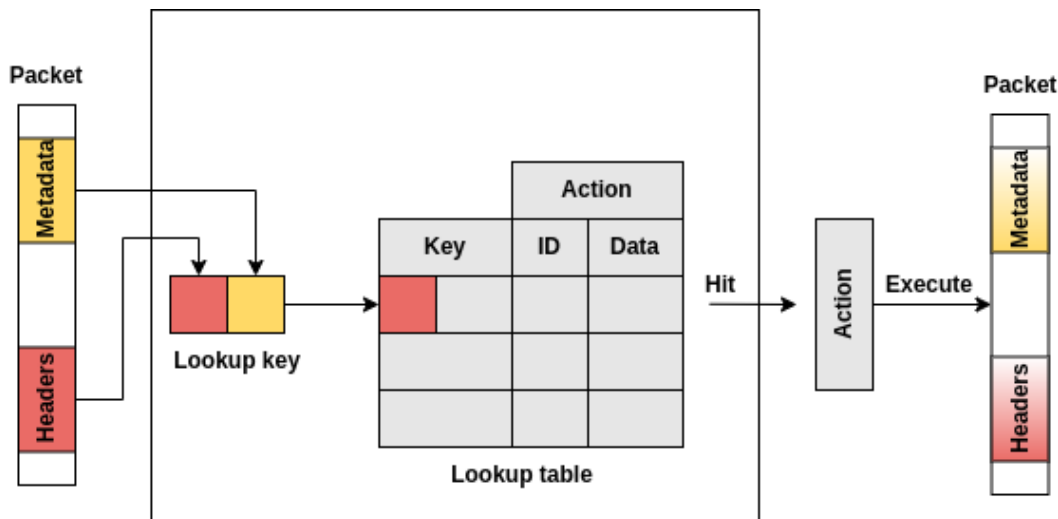 Packet
Metadata
Headers
Lookup key
Action
Key ID Data
Lookup table
Hit
Action
Execute
Packet
Metadata
Headers